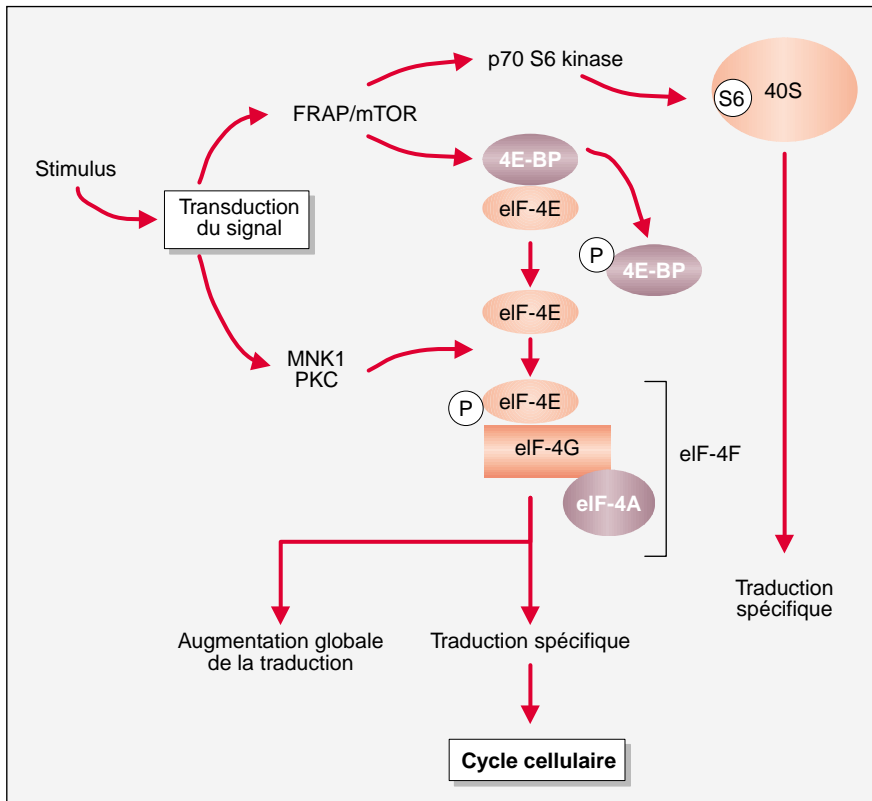 p70 S6 kinase
S6
40S
FRAP/mTOR
4E-BP
Stimulus
eIF-4E
Transduction
du signal
P
4E-BP
eIF-4E
MNK1
PKC
eIF-4E
P
eIF-4G
eIF-4F
eIF-4A
Traduction
spécifique
Augmentation globale
de la traduction
Traduction spécifique
Cycle cellulaire